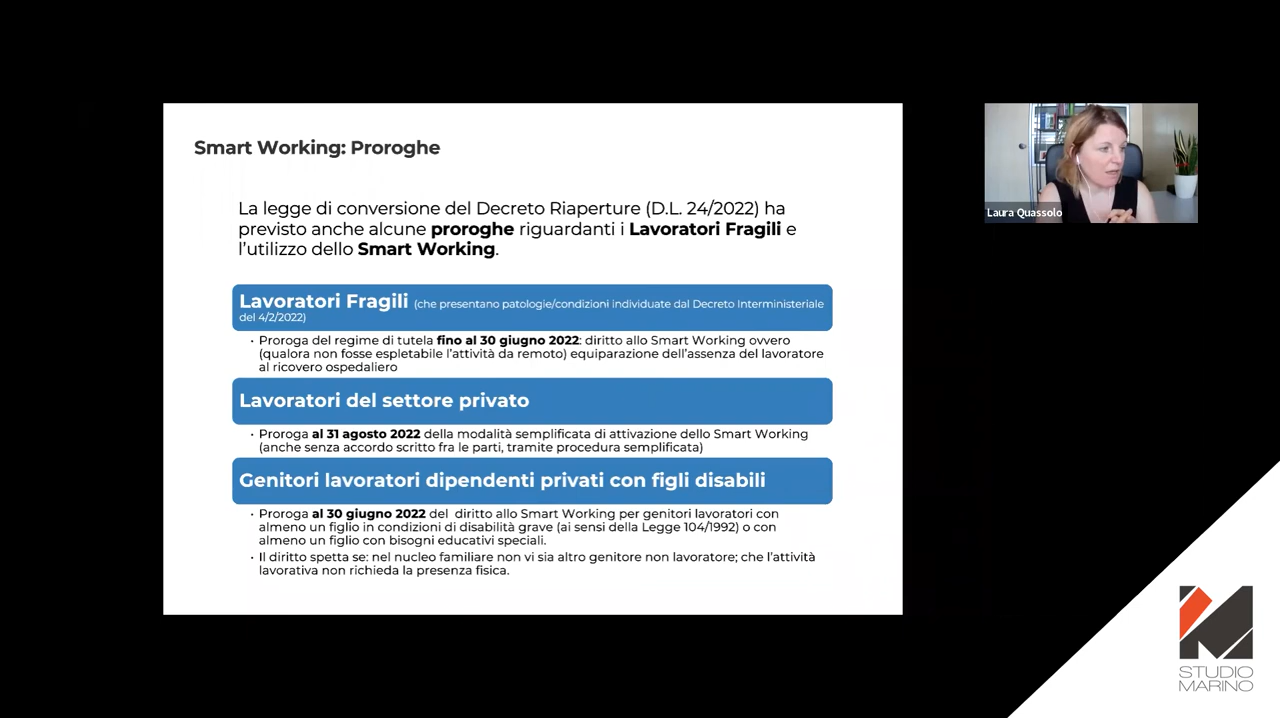 Smart Working: Proroghe
La legge di conversione del Decreto Riaperture (D.L. 24/2022) ha
previsto anche alcune proroghe riguardanti i Lavoratori Fragili e
l'utilizzo dello Smart Working.
Lavoratori Fragili (che presentano patologie/condizioni individuate dal Decreto Interministeriale
del 4/2/2022)
• Proroga del regime di tutela fino al 30 giugno 2022: diritto allo Smart Working ovvero
(qualora non fosse espletabile l'attività da remoto) equiparazione dell'assenza del lavoratore
al ricovero ospedaliero
Lavoratori del settore privato
• Proroga al 31 agosto 2022 della modalità semplificata di attivazione dello Smart Working
(anche senza accordo scritto fra le parti, tramite procedura semplificata)
Genitori lavoratori dipendenti privati con figli disabili
• Proroga al 30 giugno 2022 del diritto allo Smart Working per genitori lavoratori con
almeno un figlio in condizioni di disabilità grave (ai sensi della Legge 104/1992) o con
almeno un figlio con bisogni educativi speciali.
• Il diritto spetta se: nel nucleo familiare non vi sia altro genitore non lavoratore; che l'attività
lavorativa non richieda la presenza fisica.
Laura Quassolo
STUDIO
MARINO